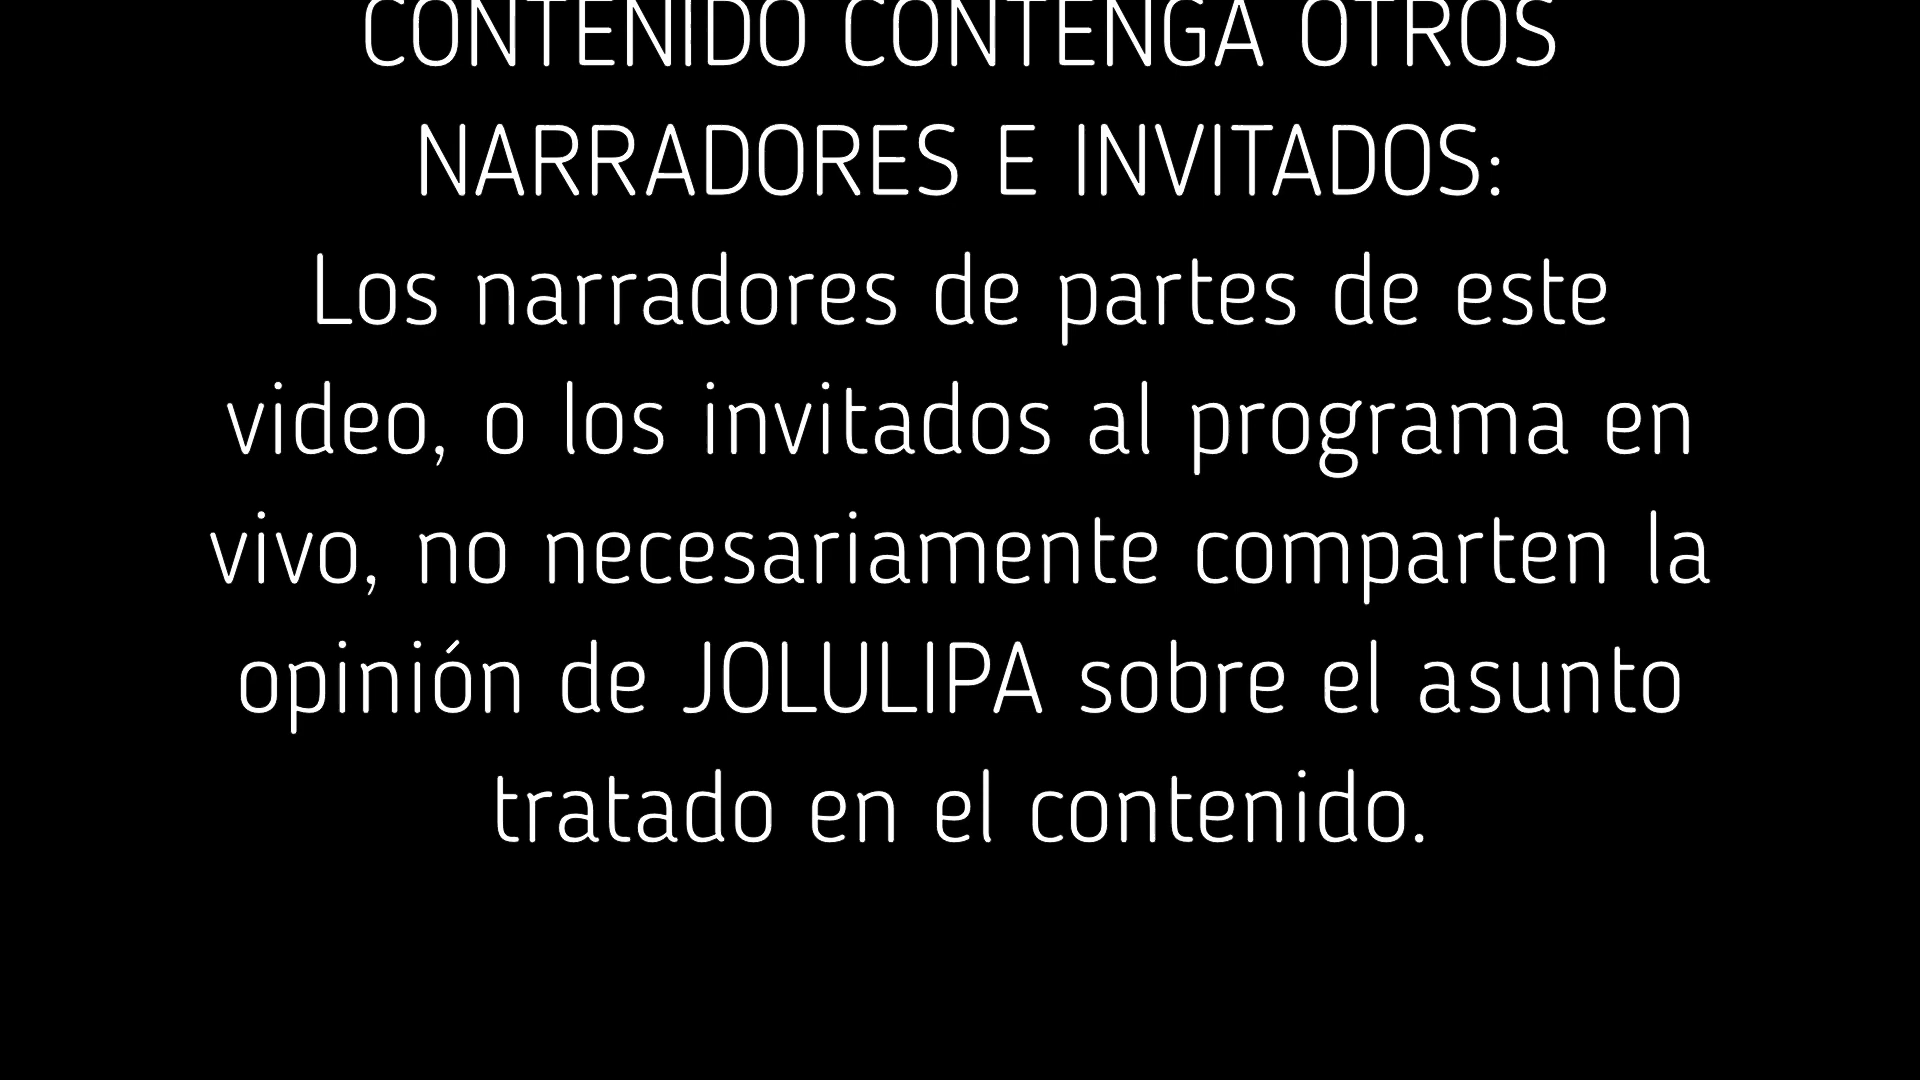 CONTENIDO CONTENGA OTROS
NARRADORES E INVITADOS:
Los narradores de partes de este
video, o los invitados al programa en
vivo, no necesariamente comparten la
opinión de JOLULIPA sobre el asunto
tratado en el contenido.